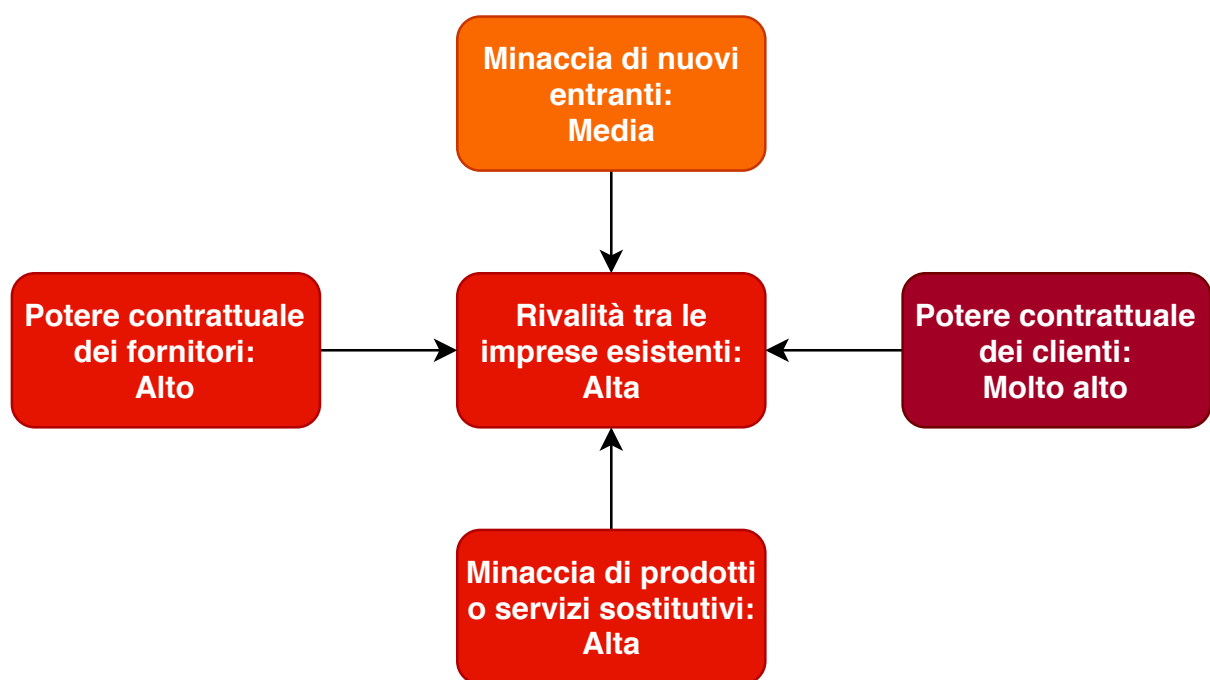 Minaccia di nuovi
entranti:
Media
Potere contrattuale
dei fornitori:
Alto
Rivalità tra le
imprese esistenti:
Alta
Potere contrattuale
dei clienti:
Molto alto
Minaccia di prodotti
o servizi sostitutivi:
Alta